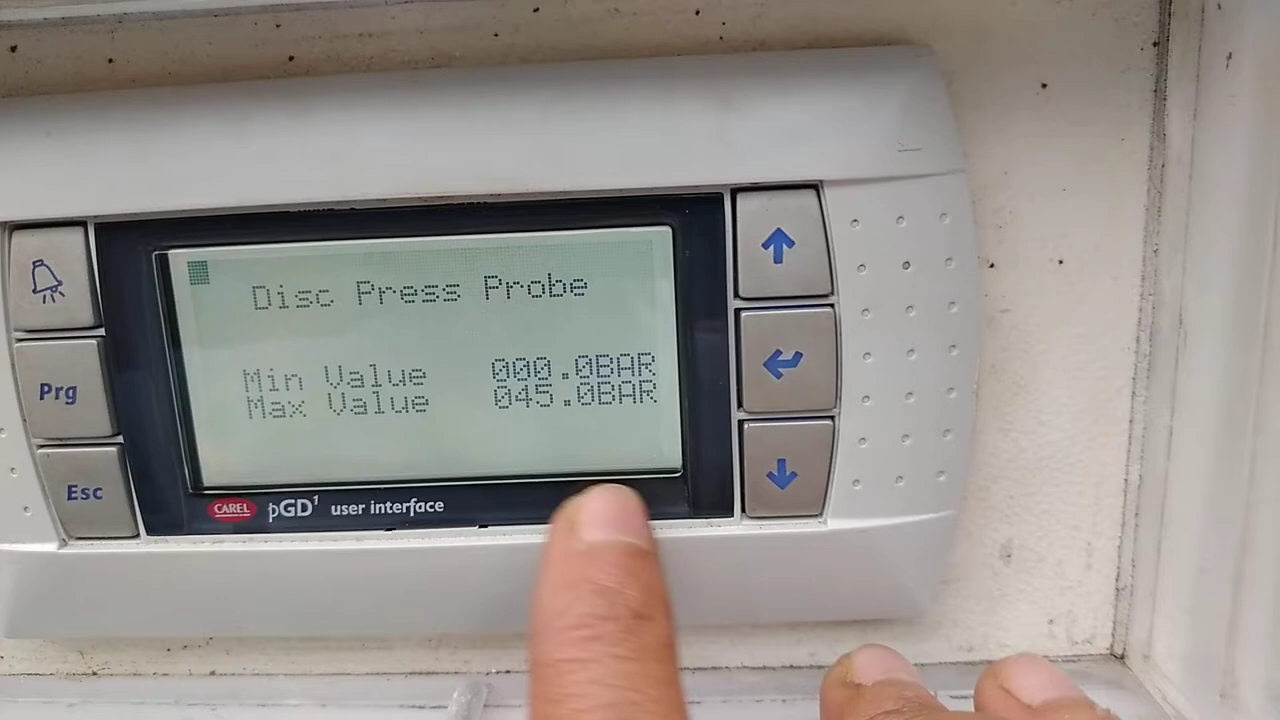 Disc Press Probe
Min Value 000.0BAR
Max Value 045.0BAR
Prg
Esc
CAREL pGD¹ user interface